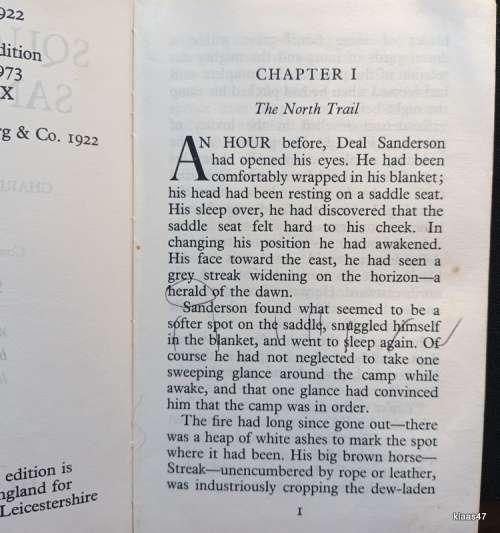 1922
dition
1973
X
rg & Co. 1922
edition is
ngland for
Leicestershire
CHAPTER I
The North Trail
AN HOUR before, Deal Sanderson
had opened his eyes. He had been
comfortably wrapped in his blanket;
his head had been resting on a saddle seat.
His sleep over, he had discovered that the
saddle seat felt hard to his cheek. In
changing his position he had awakened.
His face toward the east, he had seen a
grey streak widening on the horizon—a
herald of the dawn.
Sanderson found what seemed to be a
softer spot on the saddle, snuggled himself
in the blanket, and went to sleep again. Of
course he had not neglected to take one
sweeping glance around the camp while
awake, and that one glance had convinced
him that the camp was in order.
The fire had long since gone out—there
was a heap of white ashes to mark the spot
where it had been. His big brown horse—
Streak—unencumbered by rope or leather,
was industriously cropping the dew-laden
1
klaas47